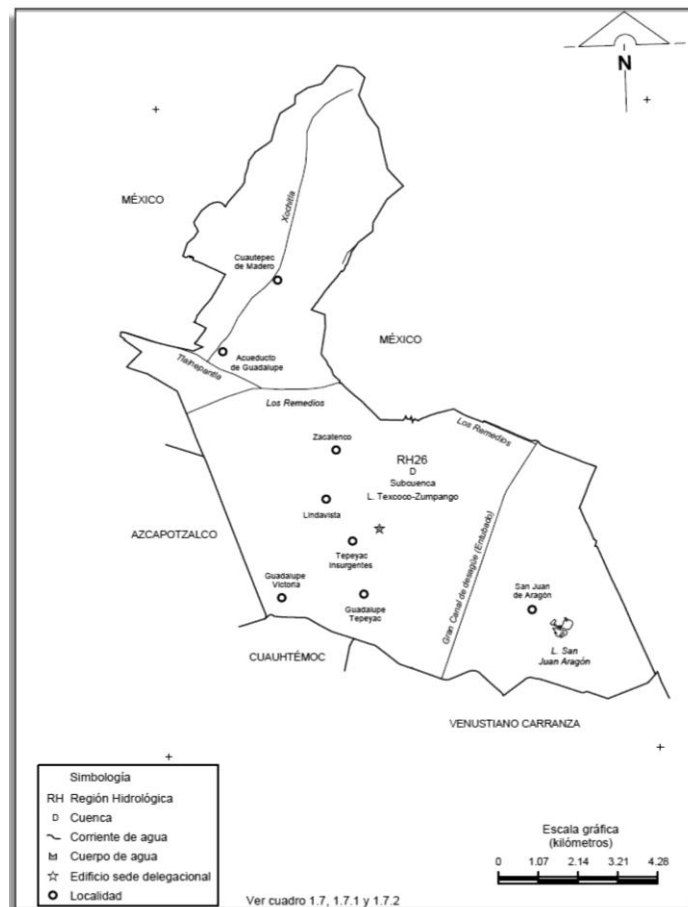 N
MÉXICO
Xochitla
Cuautepec
de Madero
MÉXICO
Acueducto
de Guadalupe
Tlalnepantla
Los Remedios
Los Remedios
Zacatenco
RH26
D
Subcuenca
L. Texcoco-Zumpango
Lindavista
AZCAPOTZALCO
Tepeyac
Insurgentes
Gran Canal de desagüe (Entubado)
Guadalupe
Victoria
Guadalupe
Tepeyac
San Juan
de Aragón
L. San
Juan Aragón
CUAUHTÉMOC
VENUSTIANO CARRANZA
Simbología
RH Región Hidrológica
D Cuenca
Corriente de agua
Cuerpo de agua
Edificio sede delegacional
Localidad
Ver cuadro 1.7, 1.7.1 y 1.7.2
Escala gráfica
(kilómetros)
0 1.07 2.14 3.21 4.28